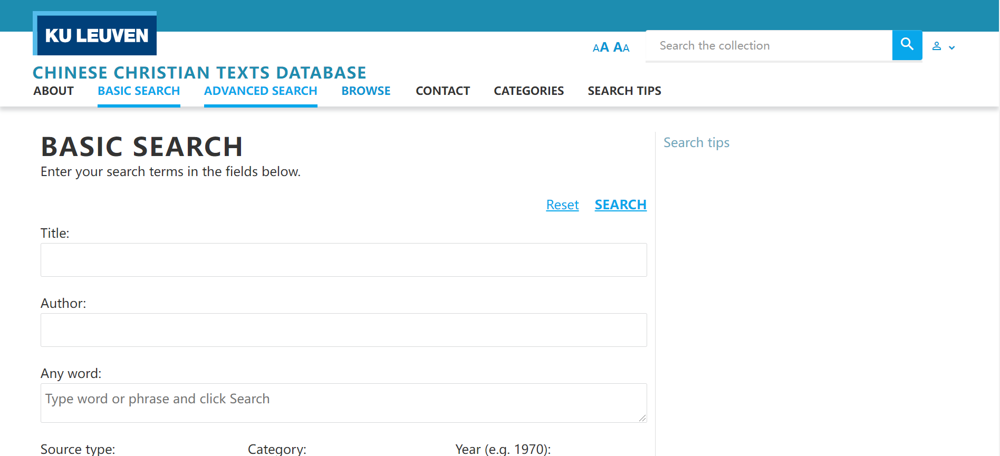 KU LEUVEN
AA AA
Search the collection
CHINESE CHRISTIAN TEXTS DATABASE
ABOUT BASIC SEARCH ADVANCED SEARCH BROWSE CONTACT CATEGORIES SEARCH TIPS
BASIC SEARCH
Enter your search terms in the fields below.
Search tips
Reset SEARCH
Title:
Author:
Any word:
Type word or phrase and click Search
Source type: Category: Year (e.g. 1970):